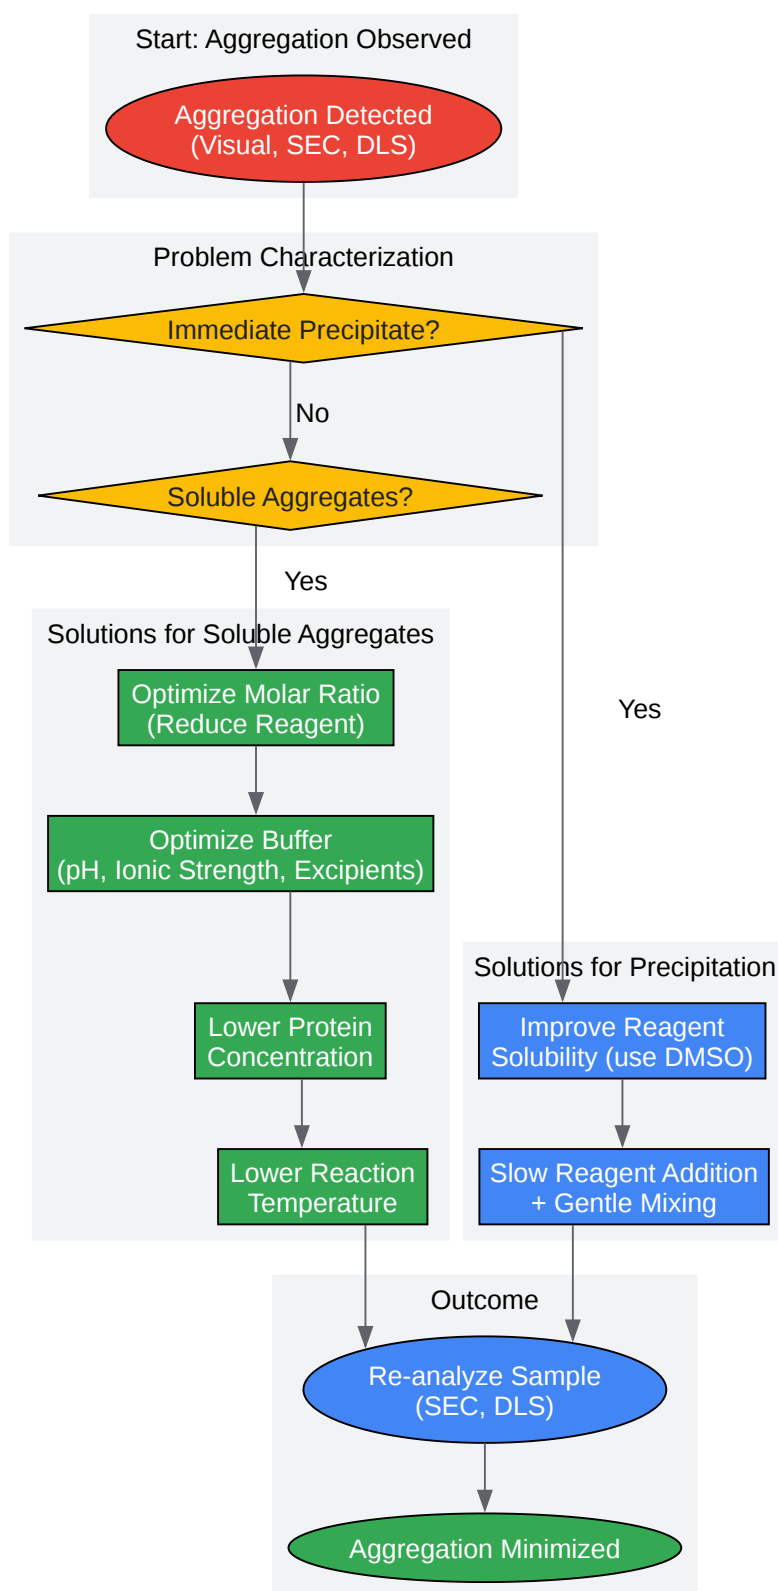 Start: Aggregation Observed
Aggregation Detected
(Visual, SEC, DLS)
Problem Characterization
Immediate Precipitate?
No
Soluble Aggregates?
Yes
Solutions for Soluble Aggregates
Optimize Molar Ratio
(Reduce Reagent)
Yes
Optimize Buffer
(pH, Ionic Strength, Excipients)
Solutions for Precipitation
Lower Protein
Concentration
Improve Reagent
Solubility (use DMSO)
Lower Reaction
Temperature
Slow Reagent Addition
+ Gentle Mixing
Outcome
Re-analyze Sample
(SEC, DLS)
Aggregation Minimized